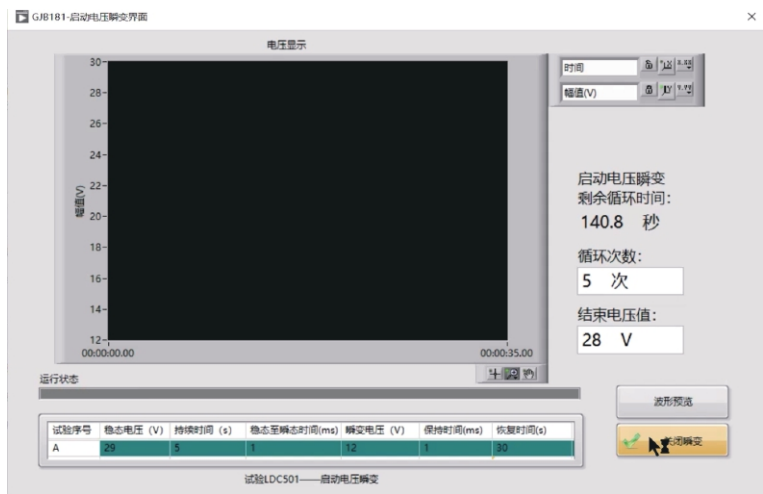 GJB181-启动电压瞬变界面
电压显示
30
28
26
24
22
20
18
16
14
12
幅值(V)
00:00:00.00
00:00:35.00
时间
幅值(V)
启动电压瞬变
剩余循环时间:
140.8 秒
循环次数:
5 次
结束电压值:
28 V
运行状态
波形预览
关闭瞬变
试验序号 稳态电压（V） 持续时间（s） 稳态至瞬态时间(ms) 瞬变电压（V） 保持时间(ms) 恢复时间(s)
A 29 5 1 12 1 30
试验LDC501——启动电压瞬变